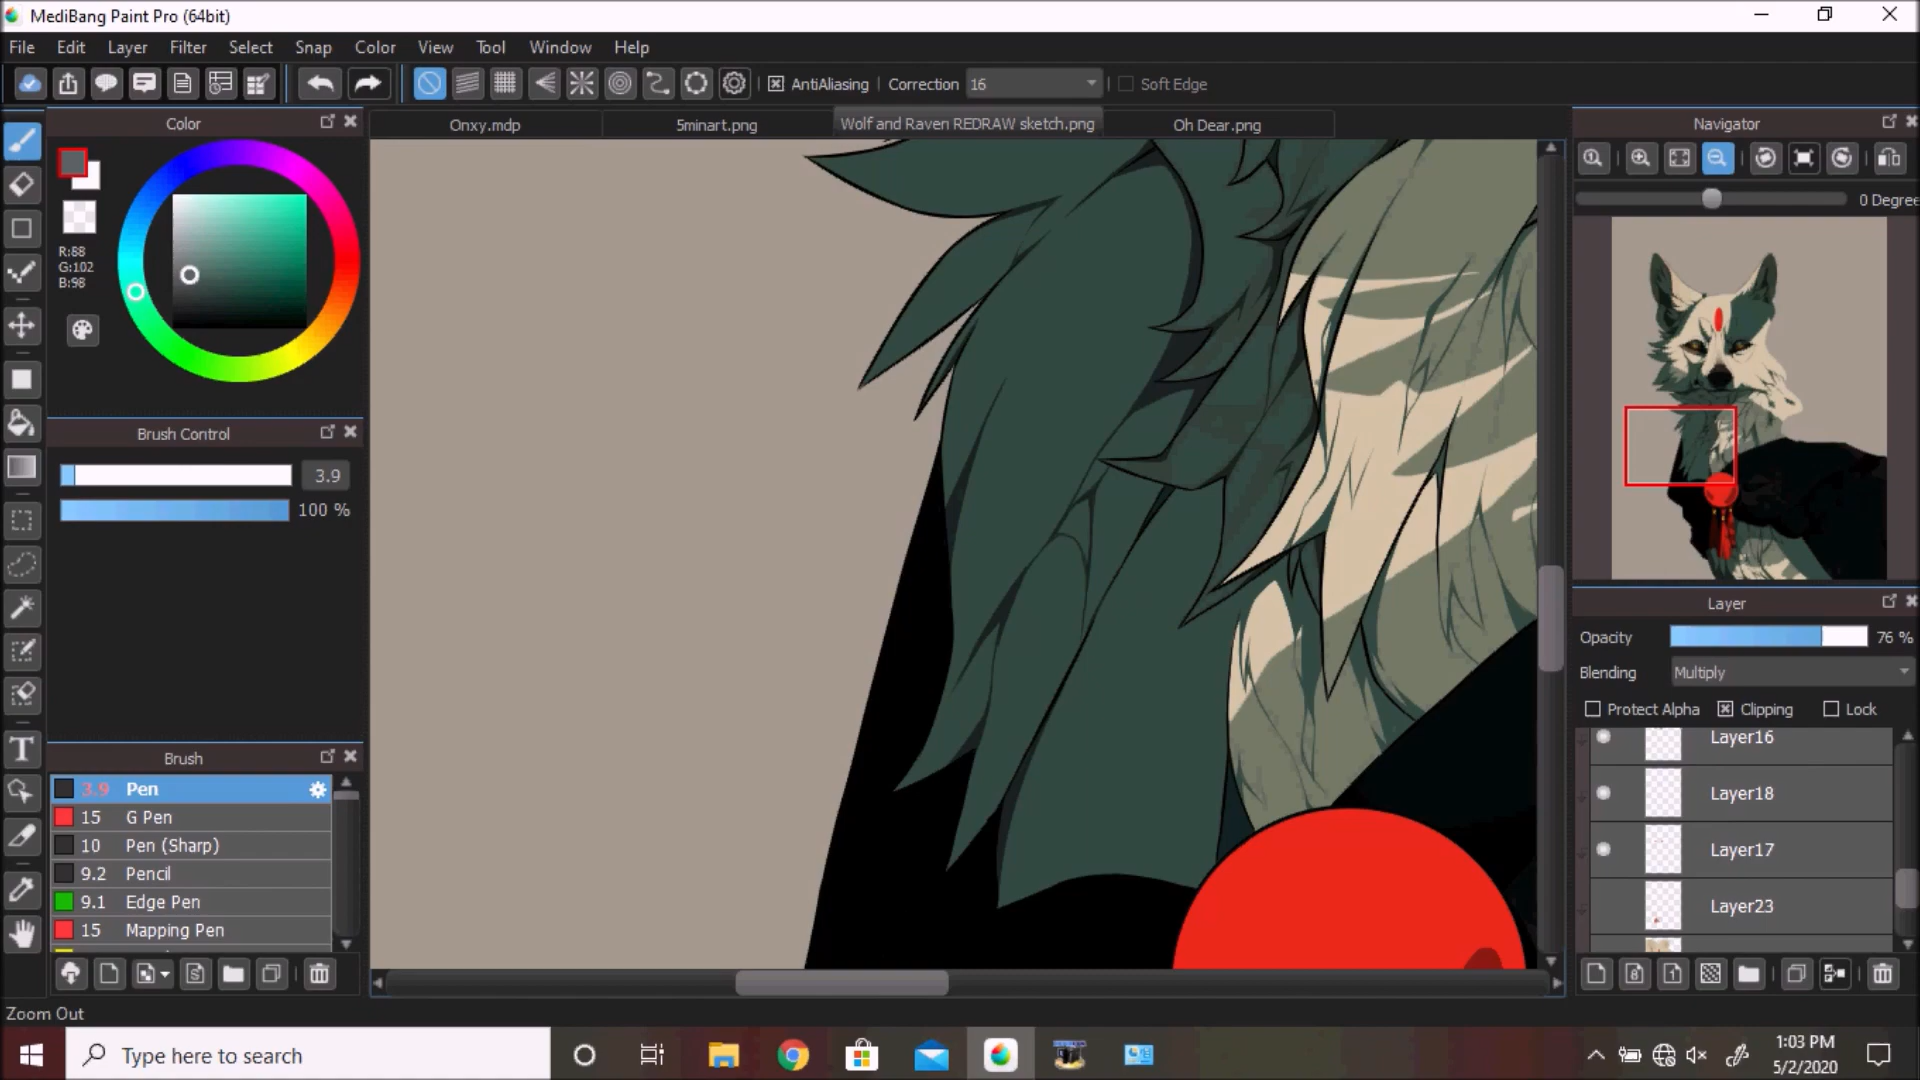 MediBang Paint Pro (64bit)
File Edit Layer Filter Select Snap Color View Tool Window Help
AntiAliasing Correction 16 Soft Edge
Color
Onxy.mdp 5minart.png Wolf and Raven REDRAW sketch.png Oh Dear.png
Navigator
0 Degree
R:88
G:102
B:98
Brush Control
3.9
100 %
Layer
Opacity 76 %
Blending Multiply
Protect Alpha Clipping Lock
Layer16
Layer18
Layer17
Layer23
Brush
3.9 Pen
15 G Pen
10 Pen (Sharp)
9.2 Pencil
9.1 Edge Pen
15 Mapping Pen
Zoom Out
Type here to search
1:03 PM
5/2/2020